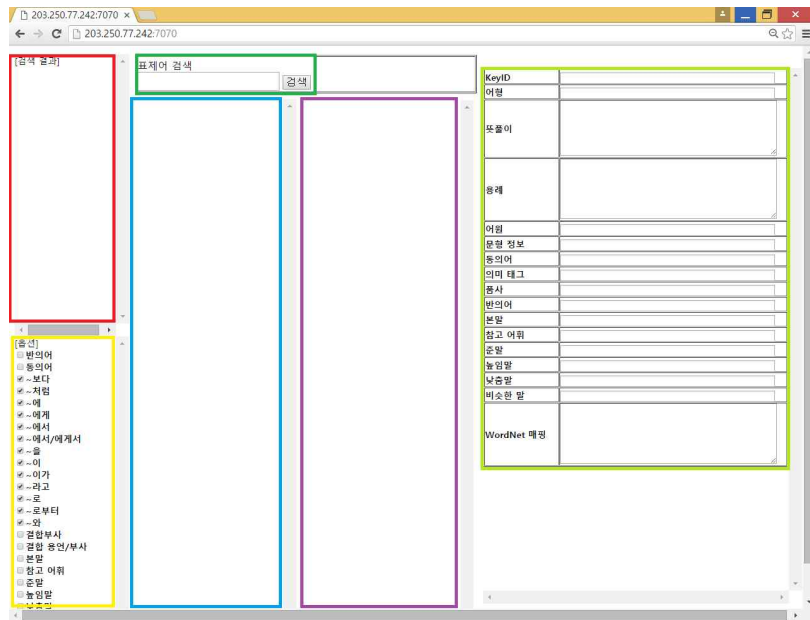 203.250.77.242:7070
203.250.77.242:7070
[검색 결과]
표제어 검색
검색
[옵션]
반의어
동의어
~보다
~처럼
~에
~에게
~에서
~에서/에게서
~을
~이
~이가
~라고
~로
~로부터
~와
결합부사
결합 용언/부사
본말
참고 어휘
준말
높임말
낮춤말
KeyID
어형
뜻풀이
용례
어원
문형 정보
동의어
의미 태그
품사
반의어
본말
참고 어휘
준말
높임말
낮춤말
비슷한 말
WordNet 매핑